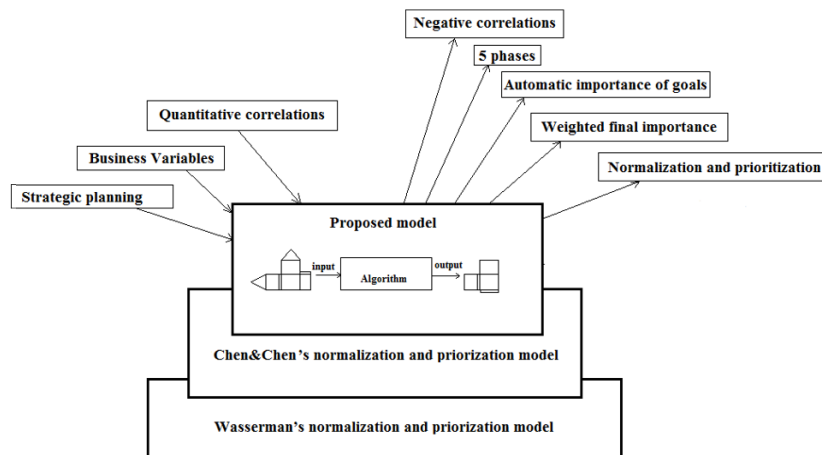 Negative correlations
5 phases
Automatic importance of goals
Quantitative correlations
Weighted final importance
Business Variables
Normalization and prioritization
Strategic planning
Proposed model
input
Algorithm
output
Chen&Chen's normalization and priorization model
Wasserman's normalization and priorization model